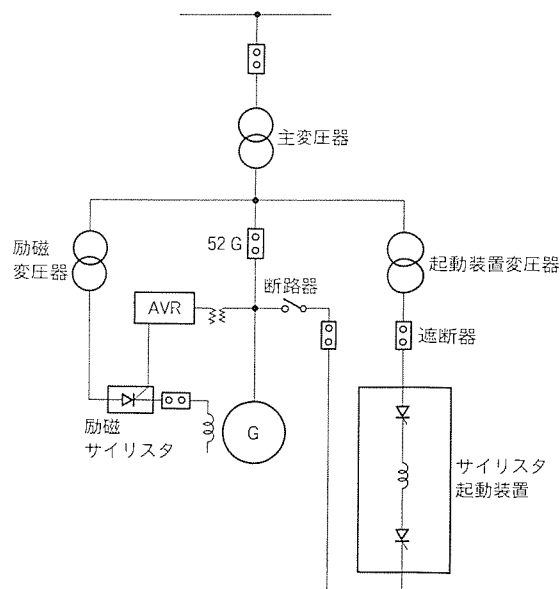 主変圧器
励磁
変圧器
52 G
起動装置変圧器
断路器
AVR
遮断器
励磁
サイリスタ
G
サイリスタ
起動装置